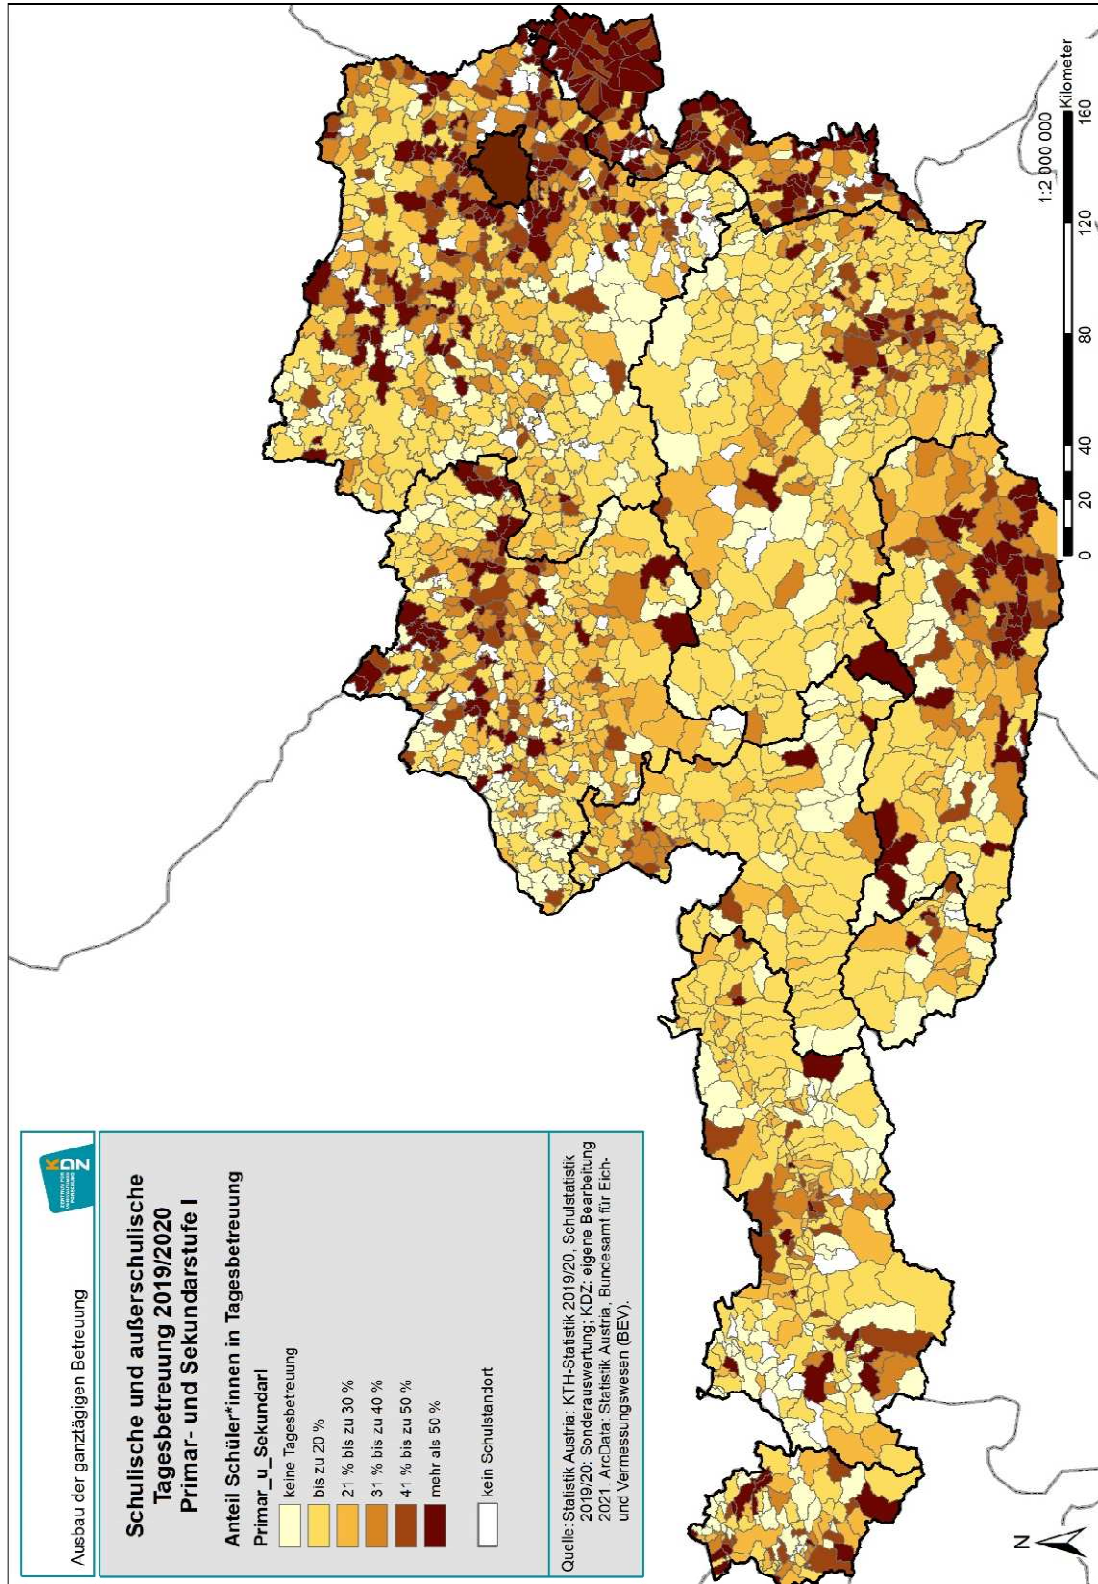 Ausbau der ganztägigen Betreuung
KDZ
ZENTRUM FÜR
VERWALTUNGS
FORSCHUNG
Schulische und außerschulische
Tagesbetreuung 2019/2020
Primar- und Sekundarstufe I
Anteil Schüler*innen in Tagesbetreuung
Primar_u_SekundarI
keine Tagesbetreuung
bis zu 20 %
21 % bis zu 30 %
31 % bis zu 40 %
41 % bis zu 50 %
mehr als 50 %
kein Schulstandort
Quelle: Statistik Austria: KTH-Statistik 2019/20, Schulstatistik
2019/20: Sonderauswertung; KDZ: eigene Bearbeitung
2021. ArcData: Statistik Austria, Bundesamt für Eich-
und Vermessungswesen (BEV).
N
1:2 000 000
0 20 40 80 120 160
Kilometer